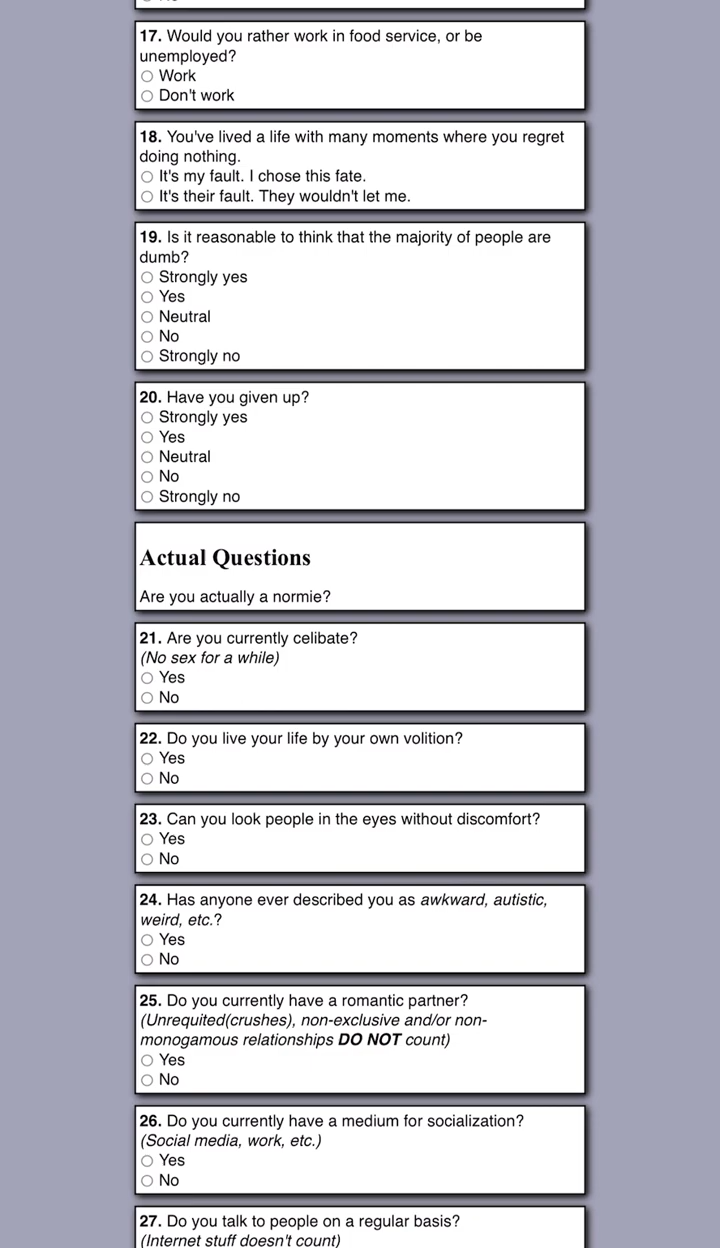 17. Would you rather work in food service, or be
unemployed?
Work
Don't work
18. You've lived a life with many moments where you regret
doing nothing.
It's my fault. I chose this fate.
It's their fault. They wouldn't let me.
19. Is it reasonable to think that the majority of people are
dumb?
Strongly yes
Yes
Neutral
No
Strongly no
20. Have you given up?
Strongly yes
Yes
Neutral
No
Strongly no
Actual Questions
Are you actually a normie?
21. Are you currently celibate?
(No sex for a while)
Yes
No
22. Do you live your life by your own volition?
Yes
No
23. Can you look people in the eyes without discomfort?
Yes
No
24. Has anyone ever described you as awkward, autistic,
weird, etc.?
Yes
No
25. Do you currently have a romantic partner?
(Unrequited(crushes), non-exclusive and/or non-
monogamous relationships DO NOT count)
Yes
No
26. Do you currently have a medium for socialization?
(Social media, work, etc.)
Yes
No
27. Do you talk to people on a regular basis?
(Internet stuff doesn't count)